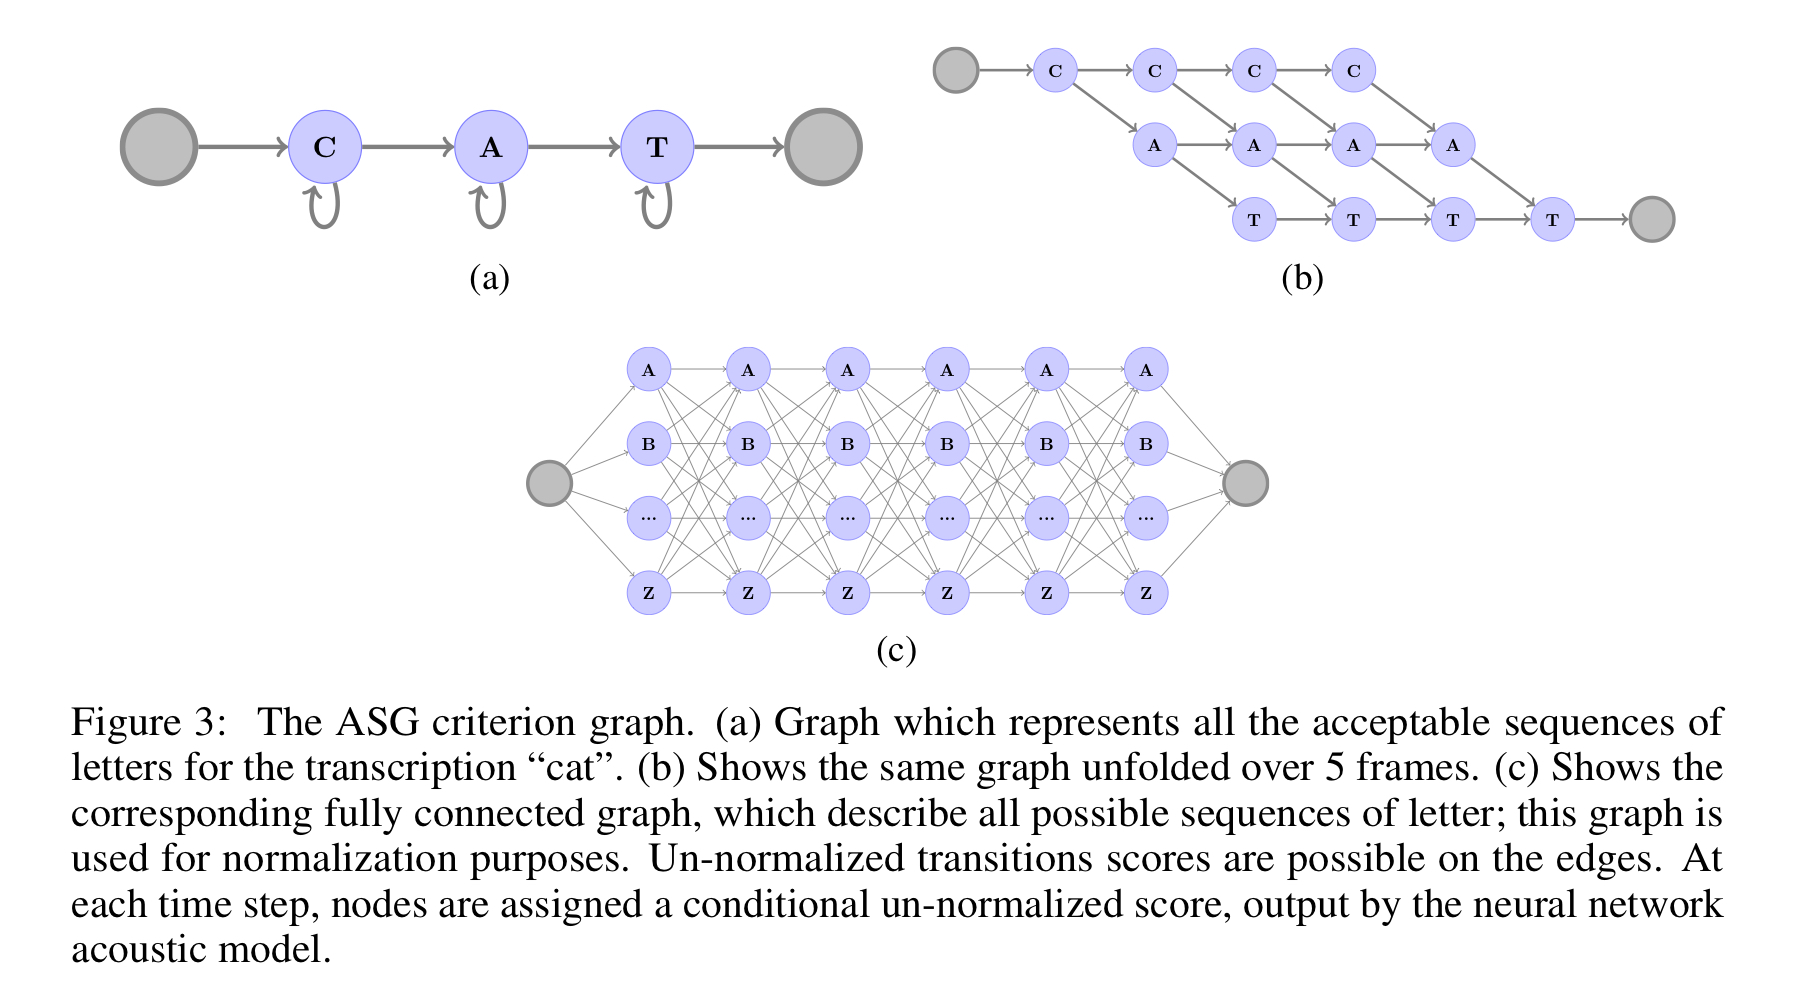 C A T
(a)
C C C C
A A A A
T T T T
(b)
A A A A A A
B B B B B B
... ... ... ... ... ...
Z Z Z Z Z Z
(c)
Figure 3: The ASG criterion graph. (a) Graph which represents all the acceptable sequences of
letters for the transcription “cat”. (b) Shows the same graph unfolded over 5 frames. (c) Shows the
corresponding fully connected graph, which describe all possible sequences of letter; this graph is
used for normalization purposes. Un-normalized transitions scores are possible on the edges. At
each time step, nodes are assigned a conditional un-normalized score, output by the neural network
acoustic model.